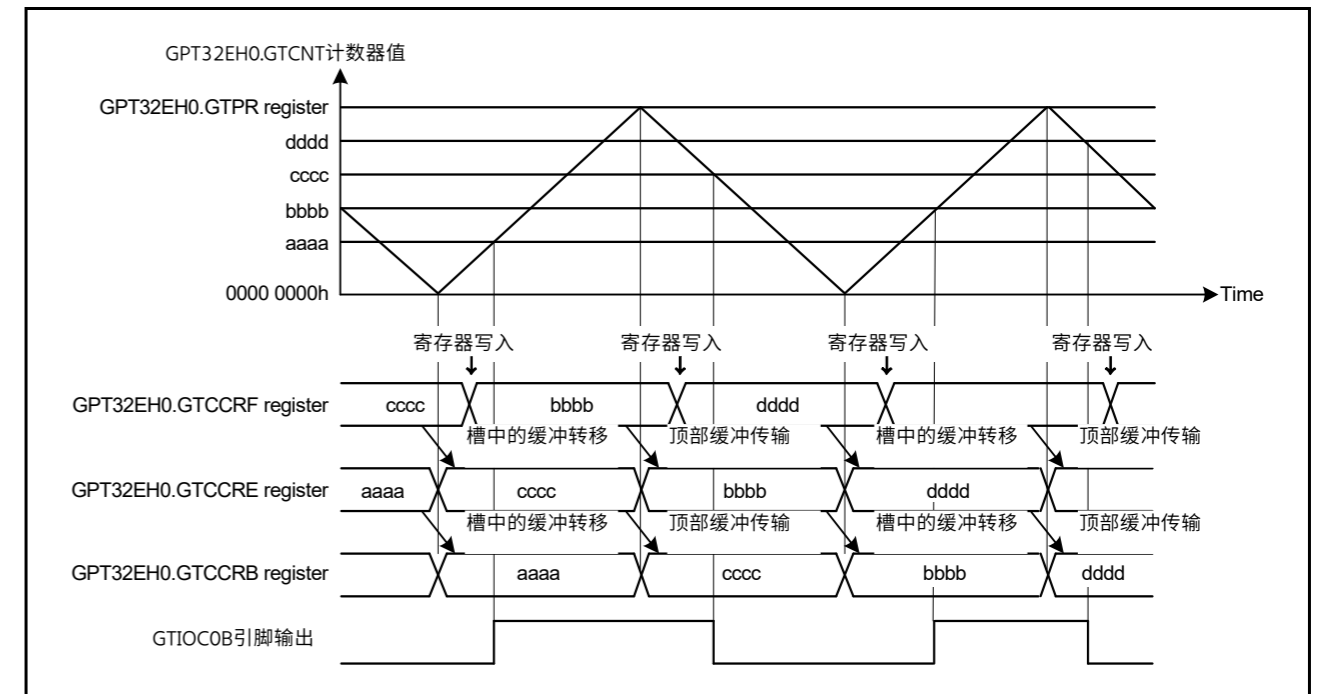 GPT32EH0.GTCNT计数器值
GPT32EH0.GTPR register
dddd
cccc
bbbb
aaaa
0000 0000h
Time
寄存器写入 寄存器写入 寄存器写入 寄存器写入
GPT32EH0.GTCCRF register cccc bbbb dddd
槽中的缓冲转移 顶部缓冲传输 槽中的缓冲转移 顶部缓冲传输
GPT32EH0.GTCCRE register aaaa cccc bbbb dddd
槽中的缓冲转移 顶部缓冲传输 槽中的缓冲转移 顶部缓冲传输
GPT32EH0.GTCCRB register aaaa cccc bbbb dddd
GTIOC0B引脚输出